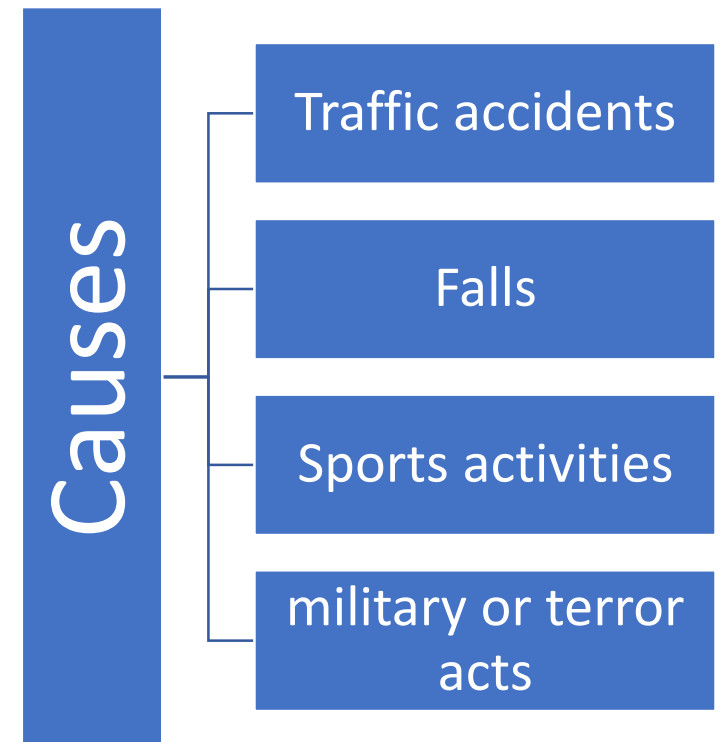 Causes
Traffic accidents
Falls
Sports activities
military or terror
acts